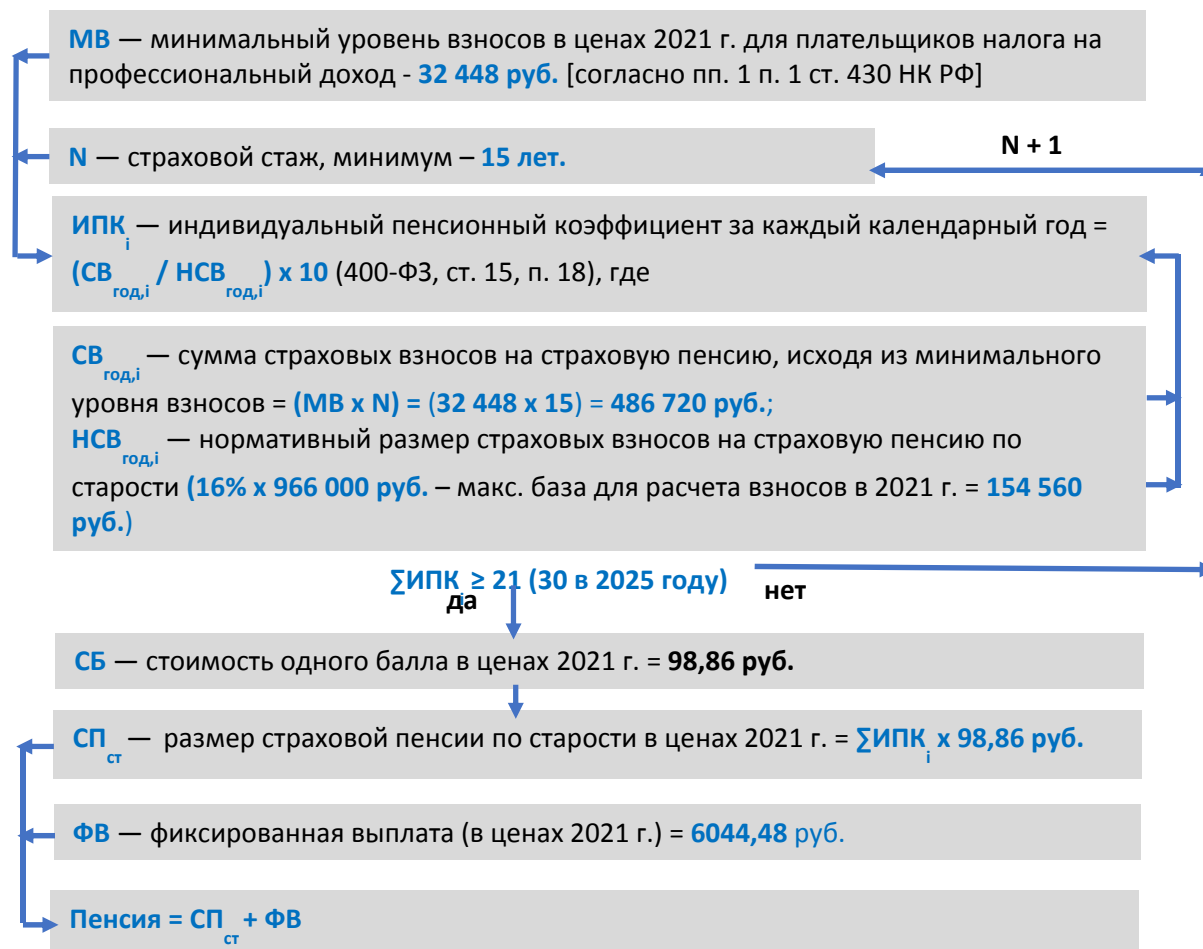 МВ — минимальный уровень взносов в ценах 2021 г. для плательщиков налога на
профессиональный доход - 32 448 руб. [согласно пп. 1 п. 1 ст. 430 НК РФ]
N — страховой стаж, минимум – 15 лет.
N + 1
ИПКi — индивидуальный пенсионный коэффициент за каждый календарный год =
(СВгод,i / НСВгод,i) х 10 (400-ФЗ, ст. 15, п. 18), где
СВгод,i — сумма страховых взносов на страховую пенсию, исходя из минимального
уровня взносов = (МВ х N) = (32 448 х 15) = 486 720 руб.;
НСВгод,i — нормативный размер страховых взносов на страховую пенсию по
старости (16% х 966 000 руб. – макс. база для расчета взносов в 2021 г. = 154 560
руб.)
∑ИПКi ≥ 21 (30 в 2025 году)
да
нет
СБ — стоимость одного балла в ценах 2021 г. = 98,86 руб.
СПст — размер страховой пенсии по старости в ценах 2021 г. = ∑ИПКi х 98,86 руб.
ФВ — фиксированная выплата (в ценах 2021 г.) = 6044,48 руб.
Пенсия = СПст + ФВ